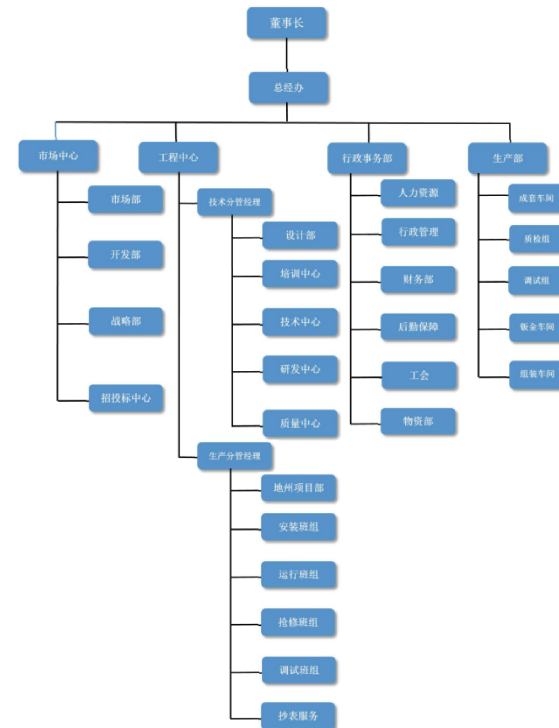 董事长
总经办
市场中心
工程中心
行政事务部
生产部
市场部
开发部
战略部
招投标中心
技术分管经理
设计部
培训中心
技术中心
研发中心
质量中心
生产分管经理
地州项目部
安装班组
运行班组
抢修班组
调试班组
抄表服务
人力资源
行政管理
财务部
后勤保障
工会
物资部
成套车间
质检组
调试组
钣金车间
组装车间